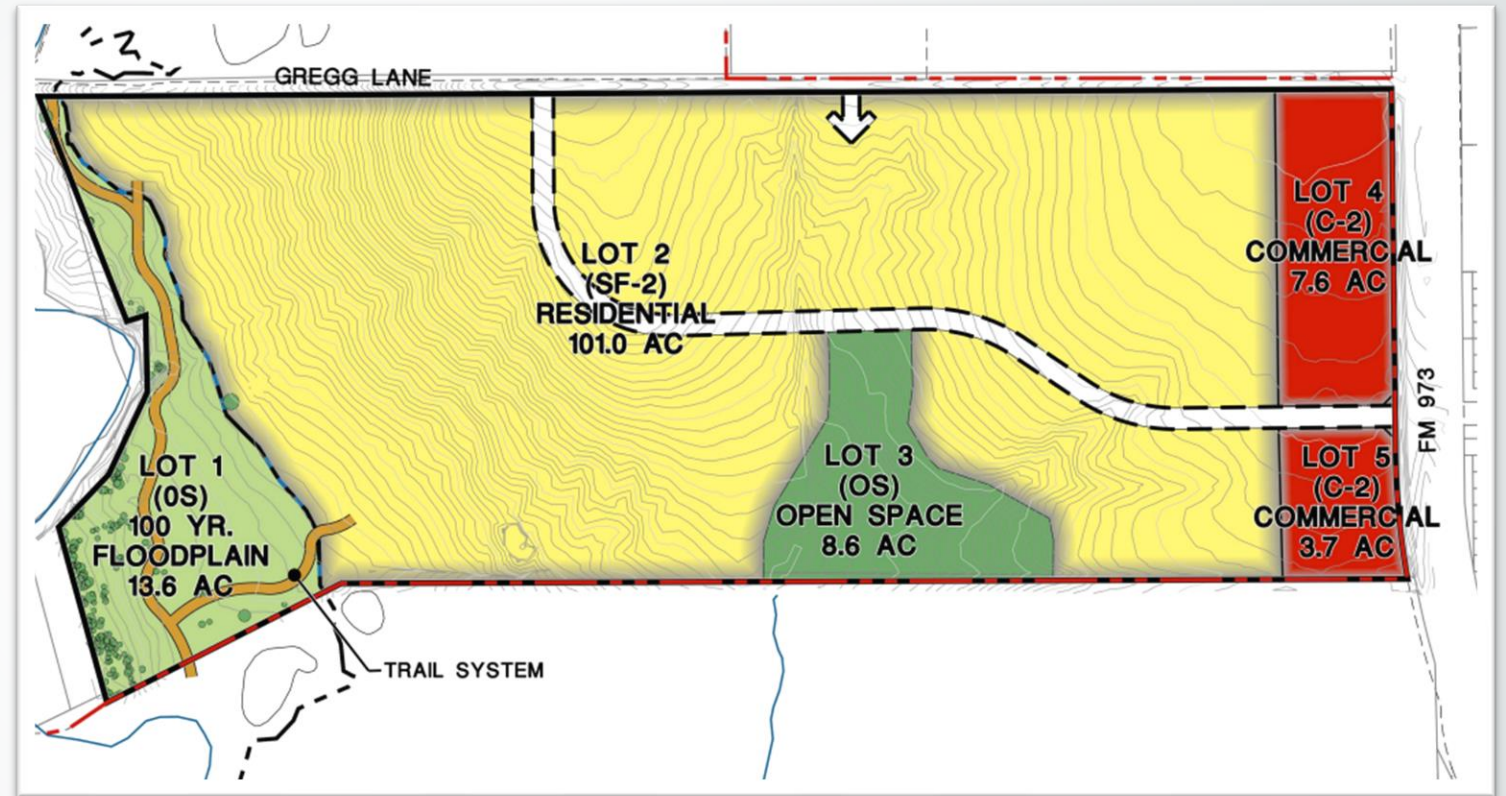 GREGG LANE
LOT 4
(C-2)
COMMERCIAL
7.6 AC
LOT 2
(SF-2)
RESIDENTIAL
101.0 AC
FM 973
LOT 1
(0S)
100 YR.
FLOODPLAIN
13.6 AC
LOT 3
(OS)
OPEN SPACE
8.6 AC
LOT 5
(C-2)
COMMERCIAL
3.7 AC
TRAIL SYSTEM